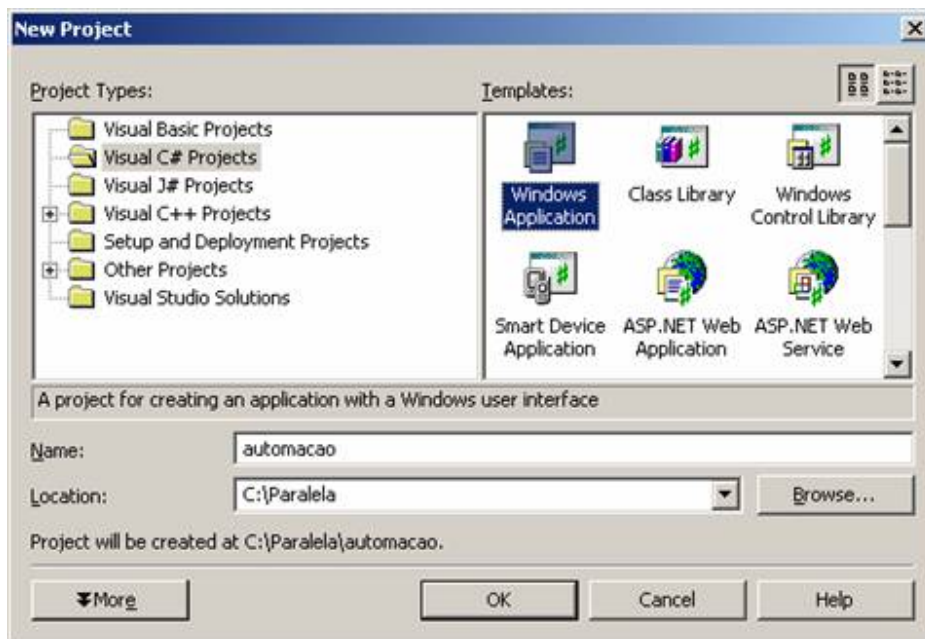 New Project
Project Types:
Templates:
Visual Basic Projects
Visual C# Projects
Visual J# Projects
Visual C++ Projects
Setup and Deployment Projects
Other Projects
Visual Studio Solutions
Windows
Application
Class Library
Windows
Control Library
Smart Device
Application
ASP.NET Web
Application
ASP.NET Web
Service
A project for creating an application with a Windows user interface
Name:
automacao
Location:
C:\Paralela
Browse...
Project will be created at C:\Paralela\automacao.
More
OK
Cancel
Help